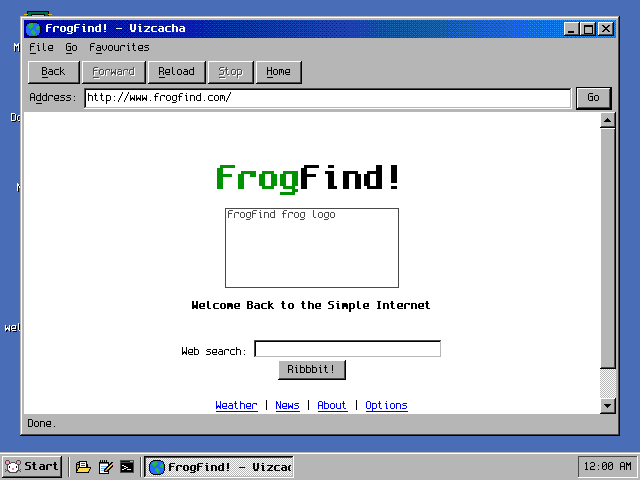 FrogFind! - Vizcacha
File Go Favourites
Back Forward Reload Stop Home
Address: http://www.frogfind.com/ Go
FrogFind!
FrogFind frog logo
Welcome Back to the Simple Internet
Web search:
Ribbbit!
Weather | News | About | Options
Done.
Start FrogFind! - Vizcac 12:00 AM